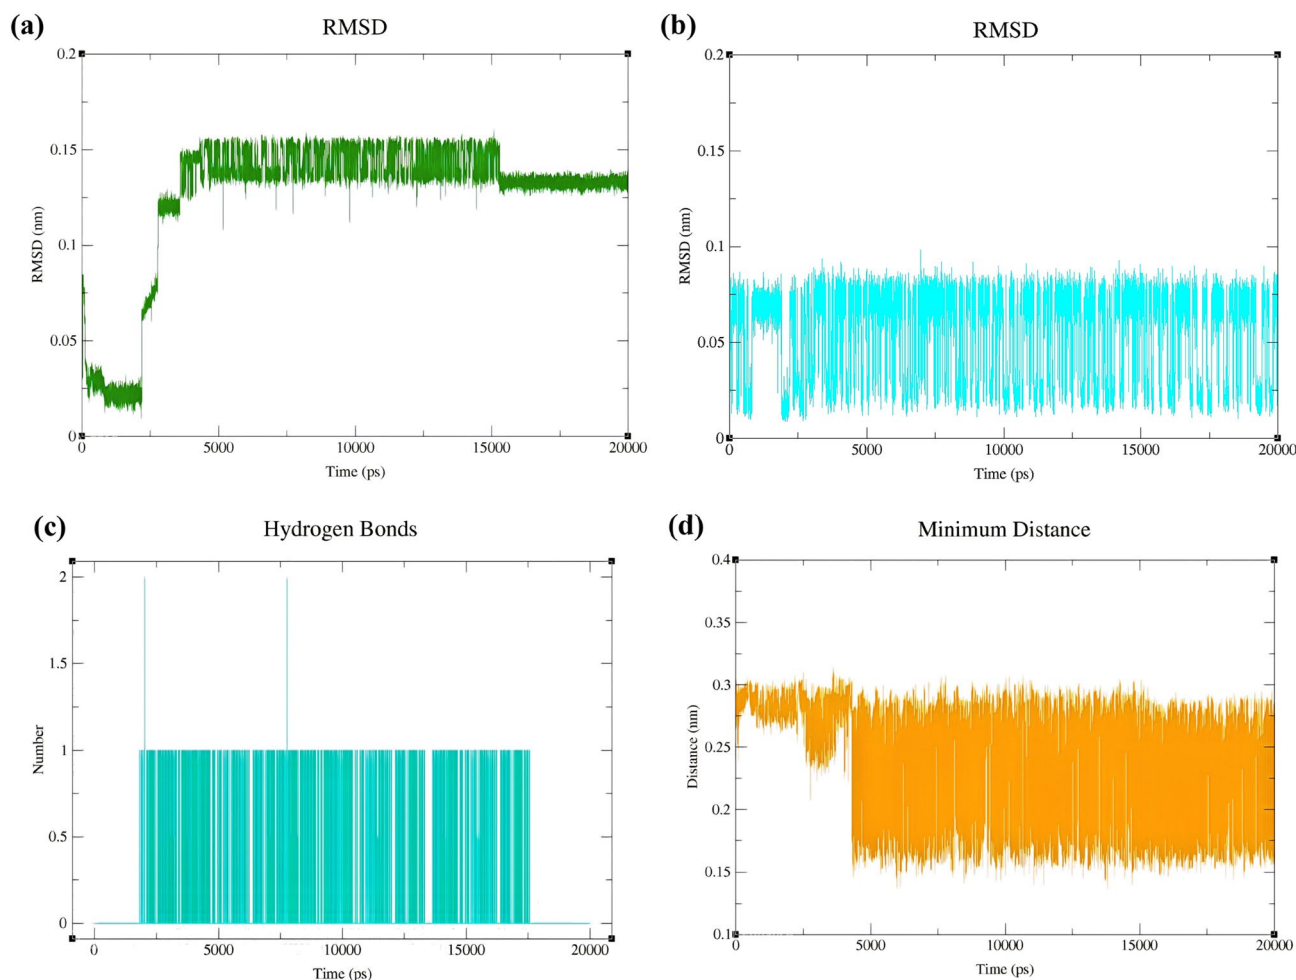 (a)
RMSD
0.2
0.15
0.1
0.05
0
RMSD (nm)
0
5000
10000
15000
20000
Time (ps)
(b)
RMSD
0.2
0.15
0.1
0.05
0
RMSD (nm)
0
5000
10000
15000
20000
Time (ps)
(c)
Hydrogen Bonds
2
1.5
1
0.5
0
Number
0
5000
10000
15000
20000
Time (ps)
(d)
Minimum Distance
0.4
0.3
0.25
0.2
0.15
0.1
Distance (nm)
0
5000
10000
15000
20000
Time (ps)